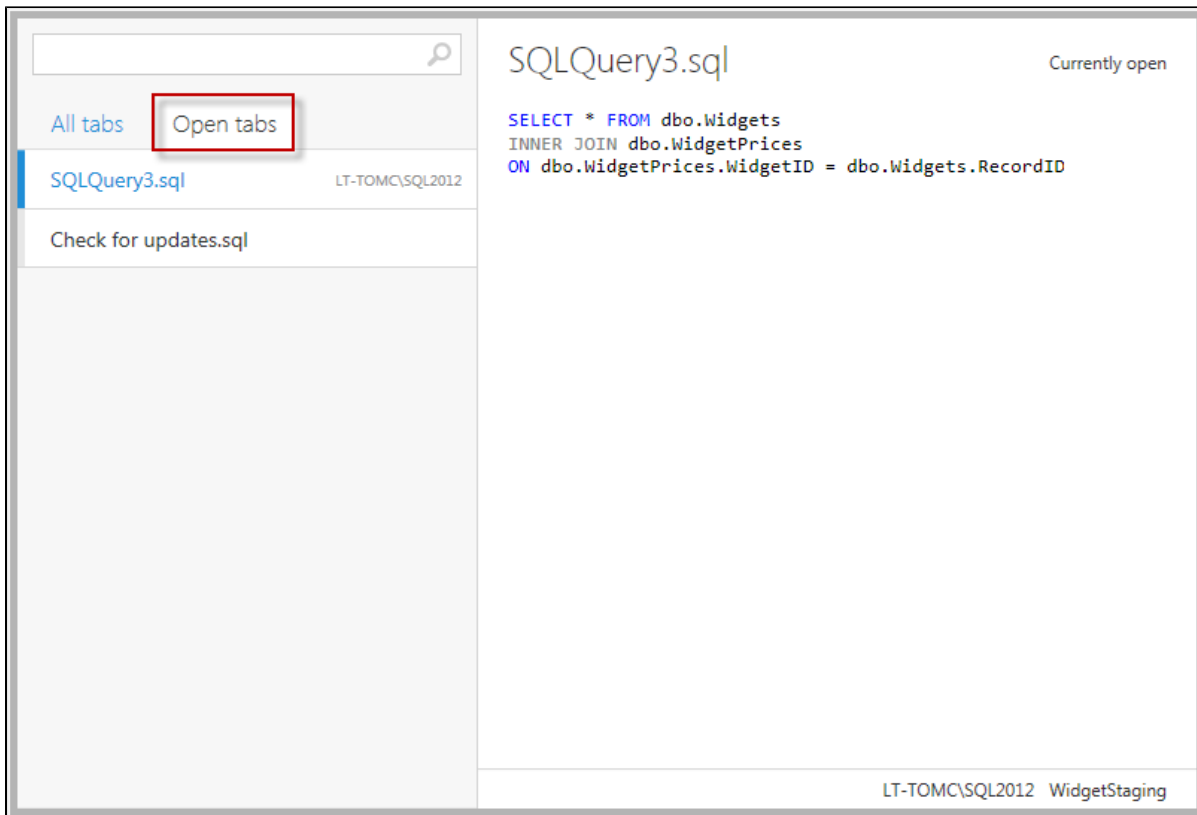 All tabs Open tabs
SQLQuery3.sql LT-TOMC\SQL2012
Check for updates.sql
SQLQuery3.sql Currently open
SELECT * FROM dbo.Widgets
INNER JOIN dbo.WidgetPrices
ON dbo.WidgetPrices.WidgetID = dbo.Widgets.RecordID
LT-TOMC\SQL2012 WidgetStaging